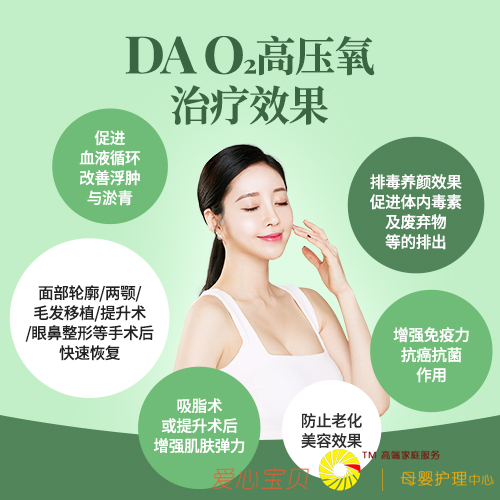 DA O₂高压氧
治疗效果
促进
血液循环
改善浮肿
与淤青
排毒养颜效果
促进体内毒素
及废弃物
等的排出
面部轮廓/两颚/
毛发移植/提升术
/眼鼻整形等手术后
快速恢复
增强免疫力
抗癌抗菌
作用
吸脂术
或提升术后
增强肌肤弹力
防止老化
美容效果
爱心宝贝
TM 高端家庭服务
母婴护理中心